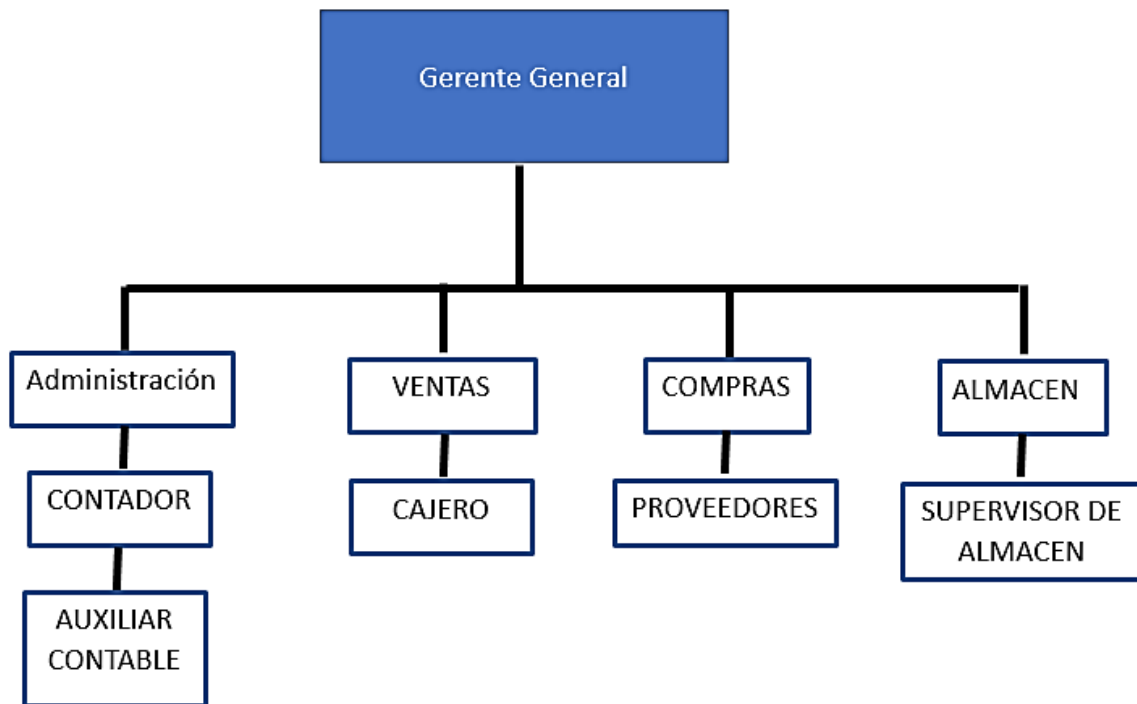 Gerente General
Administración
VENTAS
COMPRAS
ALMACEN
CONTADOR
CAJERO
PROVEEDORES
SUPERVISOR DE
ALMACEN
AUXILIAR
CONTABLE